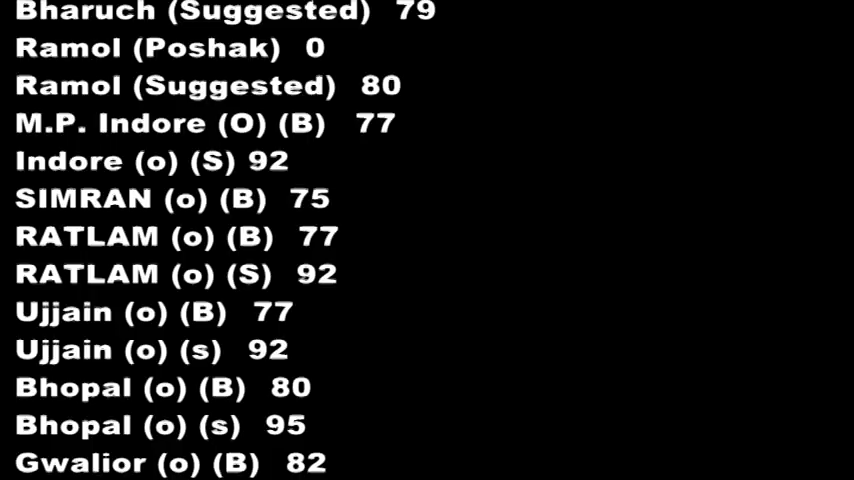 Bharuch (Suggested) 79
Ramol (Poshak) 0
Ramol (Suggested) 80
M.P. Indore (O) (B) 77
Indore (o) (S) 92
SIMRAN (o) (B) 75
RATLAM (o) (B) 77
RATLAM (o) (S) 92
Ujjain (o) (B) 77
Ujjain (o) (s) 92
Bhopal (o) (B) 80
Bhopal (o) (s) 95
Gwalior (o) (B) 82